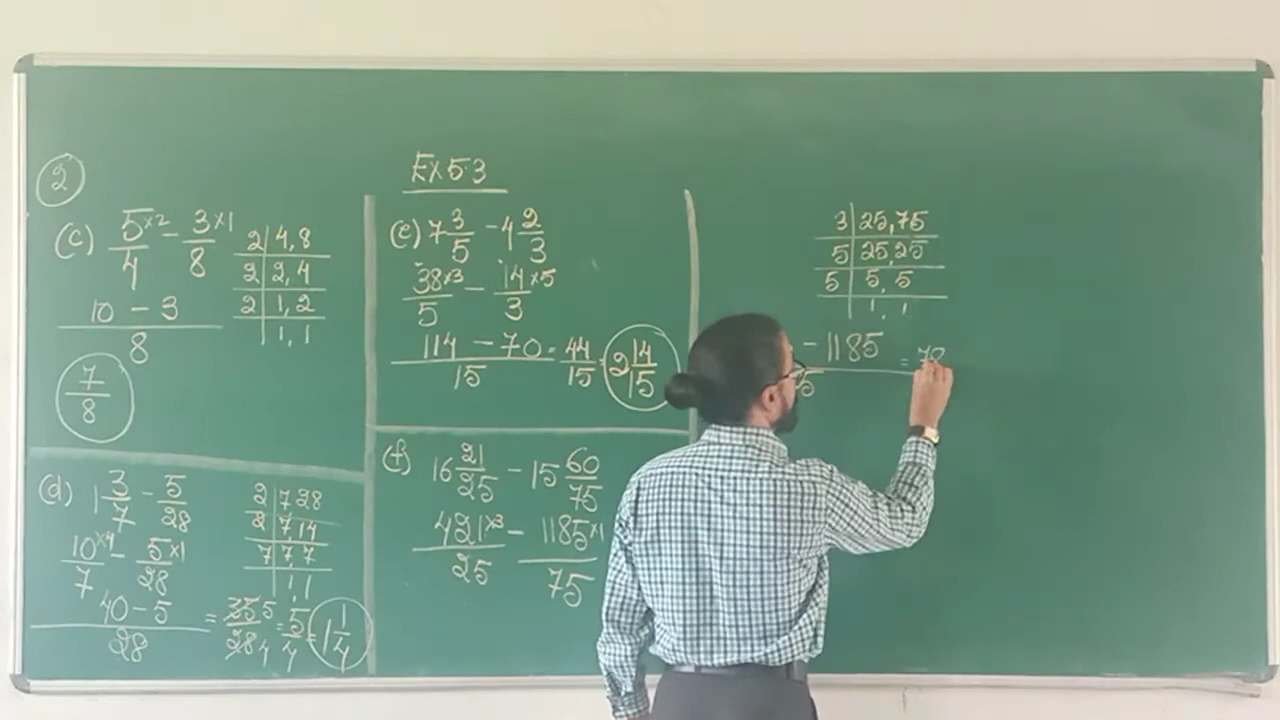 Ex 5.3
2
(c) 5/4 ×2 - 3/8 ×1
10 - 3
8
7/8
2 | 4, 8
2 | 2, 4
2 | 1, 2
1, 1
(d) 1 3/7 - 5/28
10/7 ×4 - 5/28 ×1
40 - 5
28
= 35/28 5/4 = 5/4 = 1 1/4
2 | 7 28
2 | 7, 14
7 | 7, 7
1, 1
(e) 7 3/5 - 4 2/3
38/5 ×3 - 14/3 ×5
114 - 70
15
= 44/15 = 2 14/15
(f) 16 21/25 - 15 60/75
421/25 ×3 - 1185/75 ×1
3 | 25, 75
5 | 25, 25
5 | 5, 5
1, 1
- 1185
5
= 78